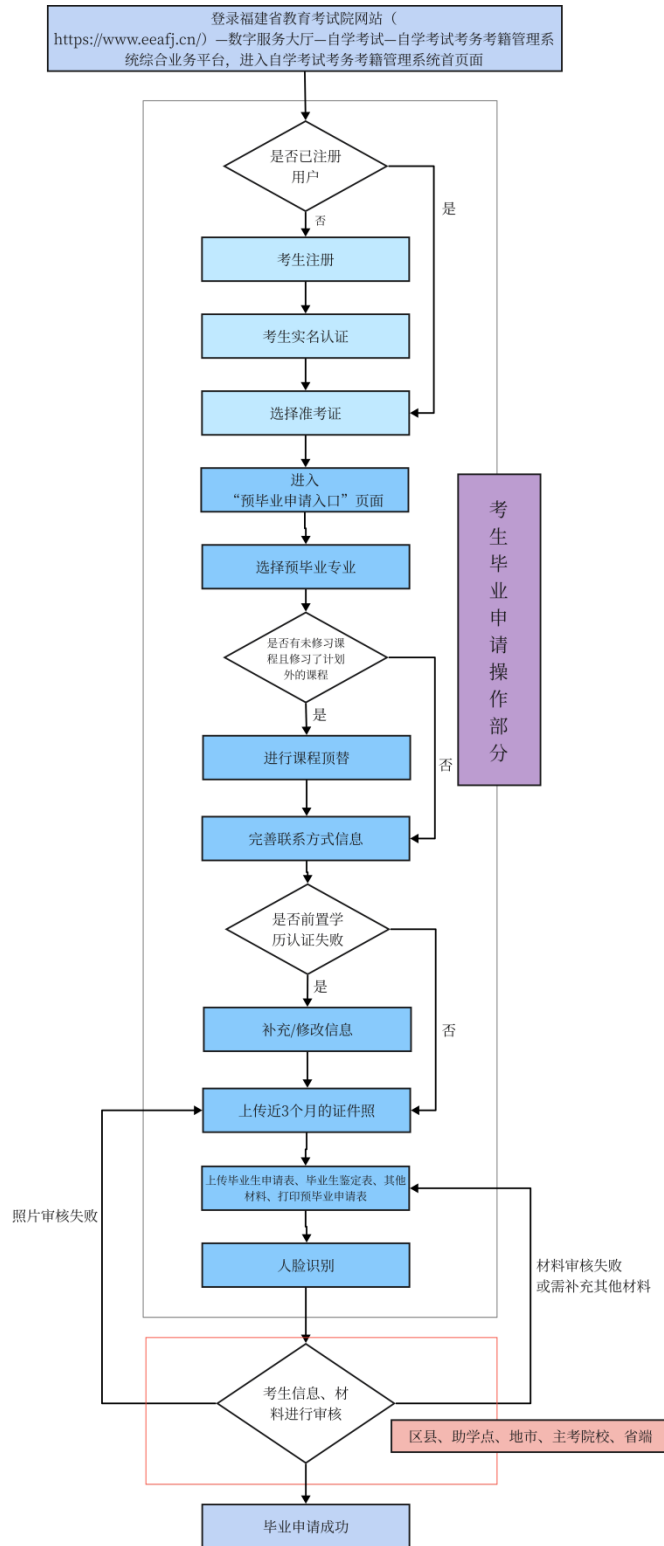 登录福建省教育考试院网站（
https://www.eeafj.cn/）—数字服务大厅—自学考试—自学考试考务考籍管理系
统综合业务平台，进入自学考试考务考籍管理系统首页面
是否已注册
用户
是
否
考生注册
考生实名认证
选择准考证
进入
“预毕业申请入口”页面
选择预毕业专业
考
生
毕
业
申
请
操
作
部
分
是否有未修习课
程且修习了计划
外的课程
是
否
进行课程顶替
完善联系方式信息
是否前置学
历认证失败
是
否
补充/修改信息
上传近3个月的证件照
上传毕业生申请表、毕业生鉴定表、其他
材料、打印预毕业申请表
照片审核失败
人脸识别
材料审核失败
或需补充其他材料
考生信息、材
料进行审核
区县、助学点、地市、主考院校、省端
毕业申请成功